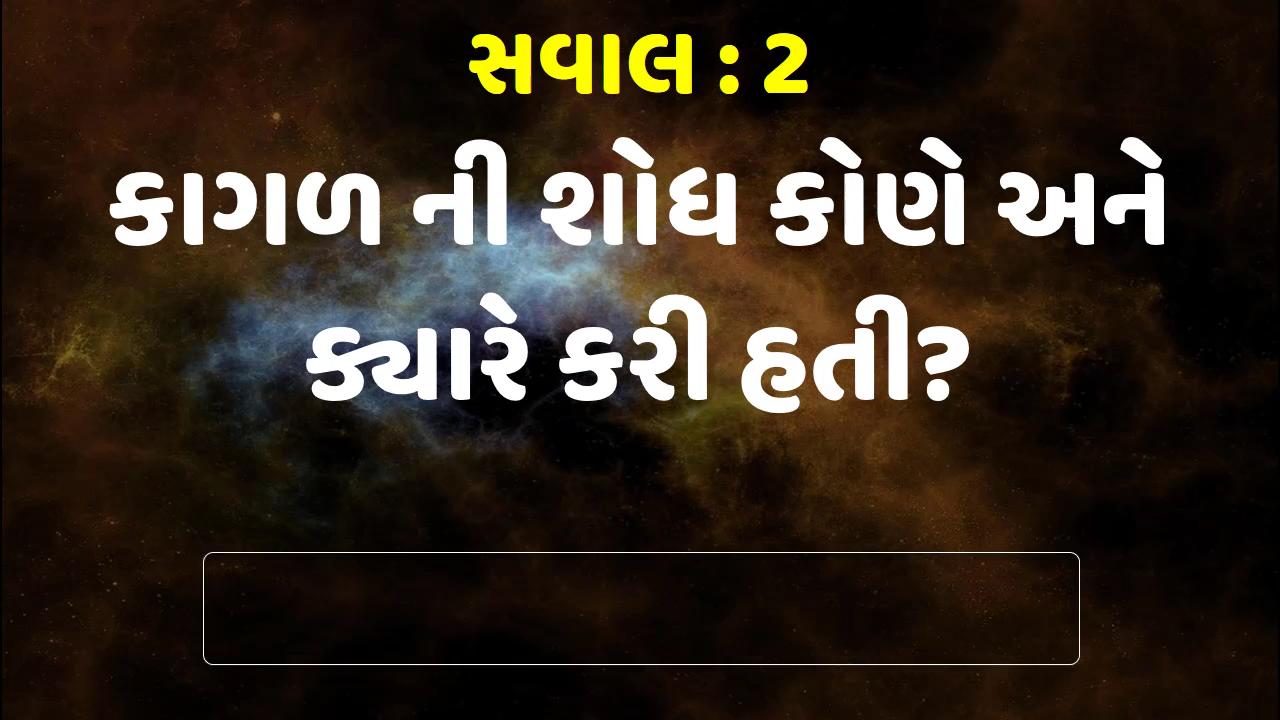 સવાલ : 2
કાગળ ની શોધ કોણે અને
ક્યારે કરી હતી?